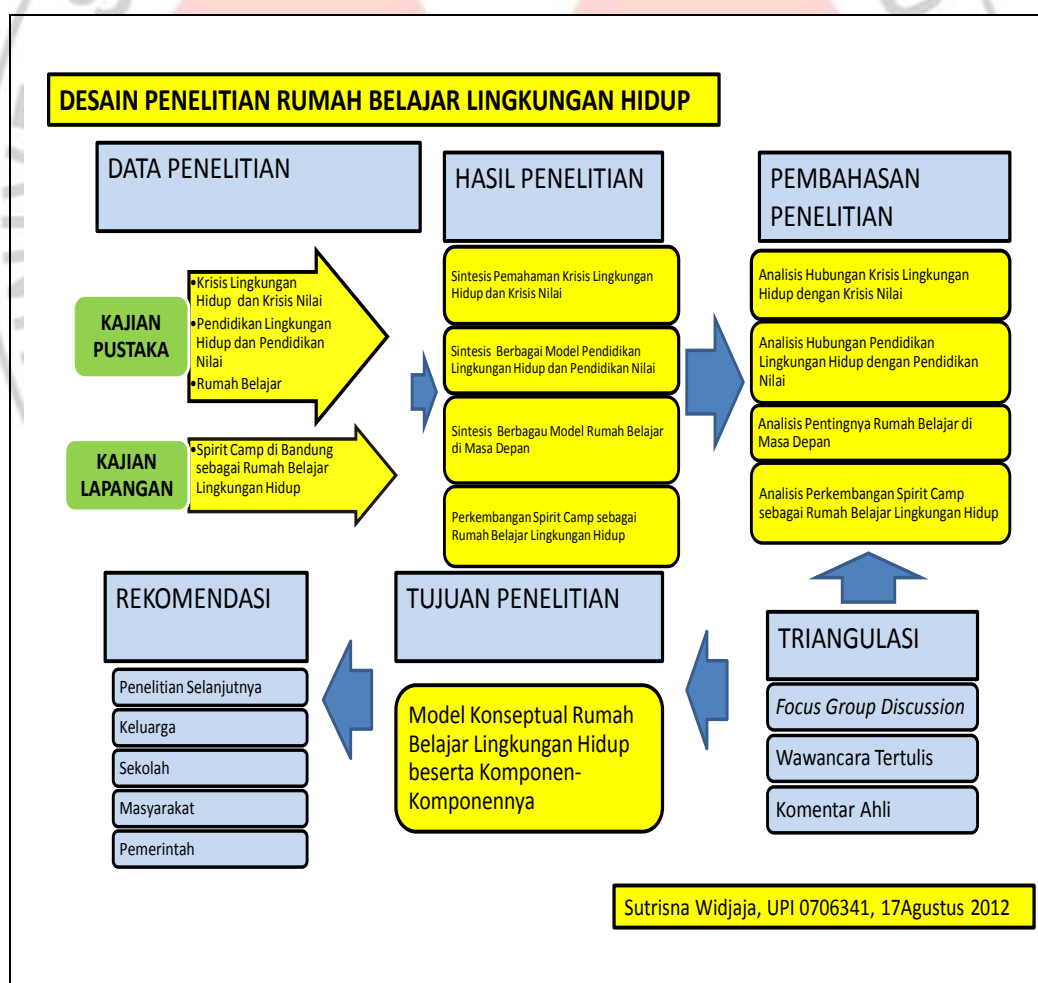 DESAIN PENELITIAN RUMAH BELAJAR LINGKUNGAN HIDUP
DATA PENELITIAN
KAJIAN
PUSTAKA
•Krisis Lingkungan
Hidup dan Krisis Nilai
•Pendidikan Lingkungan
Hidup dan Pendidikan
Nilai
•Rumah Belajar
KAJIAN
LAPANGAN
•Spirit Camp di Bandung
sebagai Rumah Belajar
Lingkungan Hidup
HASIL PENELITIAN
Sintesis Pemahaman Krisis Lingkungan
Hidup dan Krisis Nilai
Sintesis Berbagai Model Pendidikan
Lingkungan Hidup dan Pendidikan Nilai
Sintesis Berbagau Model Rumah Belajar
di Masa Depan
Perkembangan Spirit Camp sebagai
Rumah Belajar Lingkungan Hidup
PEMBAHASAN
PENELITIAN
Analisis Hubungan Krisis Lingkungan
Hidup dengan Krisis Nilai
Analisis Hubungan Pendidikan
Lingkungan Hidup dengan Pendidikan
Nilai
Analisis Pentingnya Rumah Belajar di
Masa Depan
Analisis Perkembangan Spirit Camp
sebagai Rumah Belajar Lingkungan Hidup
REKOMENDASI
Penelitian Selanjutnya
Keluarga
Sekolah
Masyarakat
Pemerintah
TUJUAN PENELITIAN
Model Konseptual Rumah
Belajar Lingkungan Hidup
beserta Komponen-
Komponennya
TRIANGULASI
Focus Group Discussion
Wawancara Tertulis
Komentar Ahli
Sutrisna Widjaja, UPI 0706341, 17Agustus 2012